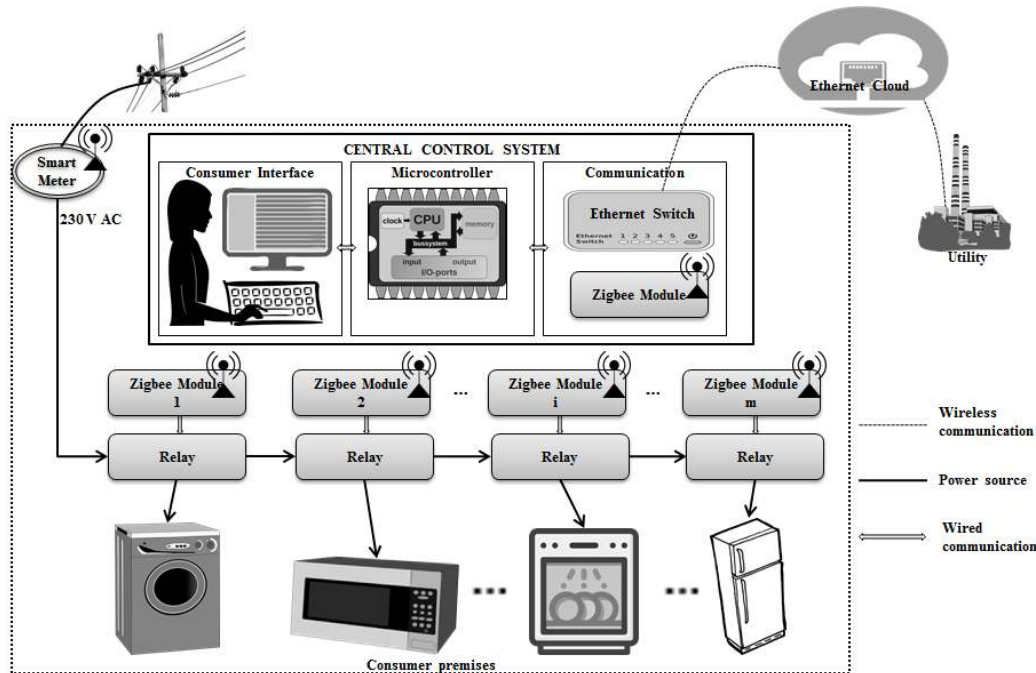 Ethernet Cloud
CENTRAL CONTROL SYSTEM
Smart
Meter
230 V AC
Consumer Interface
Microcontroller
clock
CPU
memory
bussystem
input
output
I/O-ports
Communication
Ethernet Switch
Ethernet
Switch
1 2 3 4 5
Zigbee Module
Utility
Zigbee Module
1
Zigbee Module
2
...
Zigbee Module
i
...
Zigbee Module
m
Relay
Relay
Relay
Relay
Wireless
communication
Power source
Wired
communication
Consumer premises